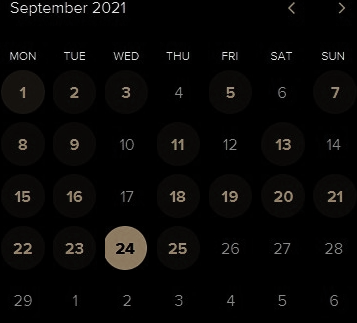 September 2021
MON TUE WED THU FRI SAT SUN
1 2 3 4 5 6 7
8 9 10 11 12 13 14
15 16 17 18 19 20 21
22 23 24 25 26 27 28
29 1 2 3 4 5 6